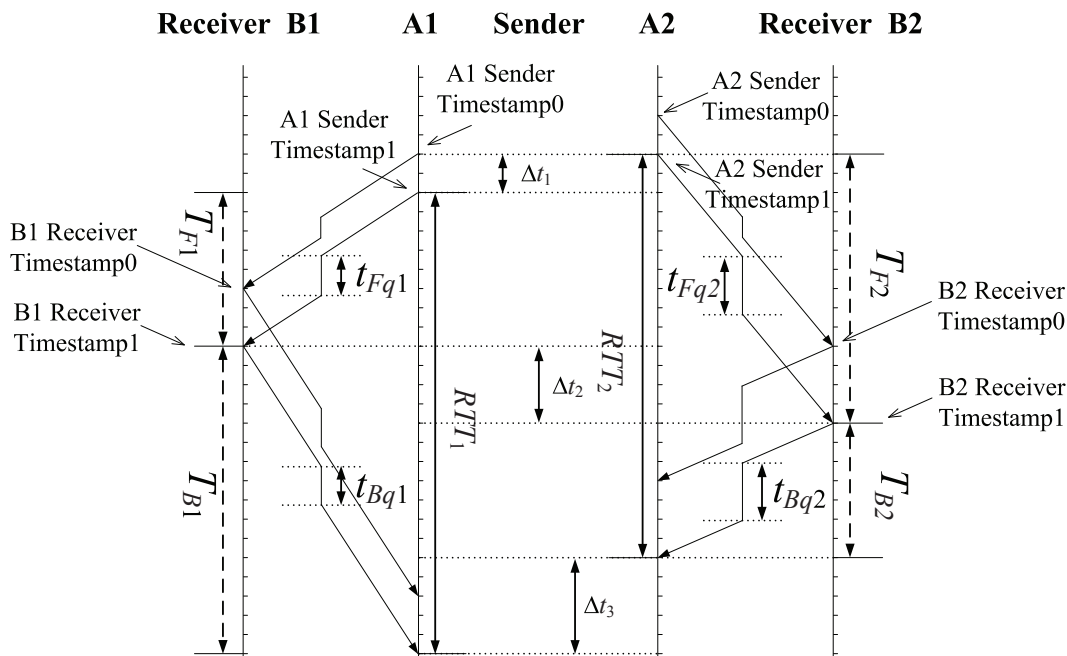 Receiver B1 A1 Sender A2 Receiver B2
A1 Sender
Timestamp0
A2 Sender
Timestamp0
A1 Sender
Timestamp1
A2 Sender
Timestamp1
Δt1
TF1
B1 Receiver
Timestamp0
tFq1
tFq2
TF2
B2 Receiver
Timestamp0
B1 Receiver
Timestamp1
RTT2
Δt2
RTT1
B2 Receiver
Timestamp1
TB1
tBq1
tBq2
TB2
Δt3